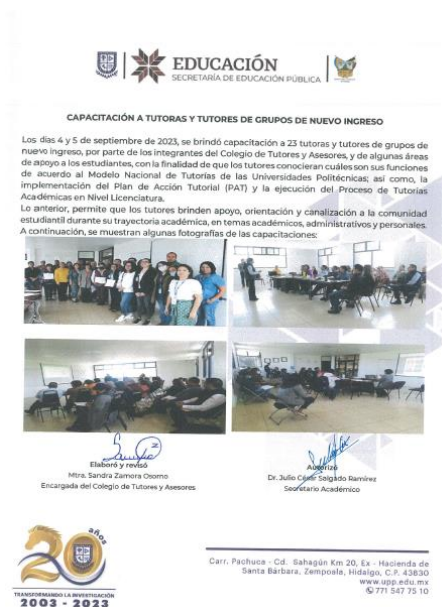 EDUCACIÓN
SECRETARÍA DE EDUCACIÓN PÚBLICA
CAPACITACIÓN A TUTORAS Y TUTORES DE GRUPOS DE NUEVO INGRESO
Los días 4 y 5 de septiembre de 2023, se brindó capacitación a 23 tutoras y tutores de grupos de
nuevo ingreso, por parte de los integrantes del Colegio de Tutores y Asesores, y de algunas áreas
de apoyo a los estudiantes, con la finalidad de que los tutores conocieran cuáles son sus funciones
de acuerdo al Modelo Nacional de Tutorías de las Universidades Politécnicas; así como, la
implementación del Plan de Acción Tutorial (PAT) y la ejecución del Proceso de Tutorías
Académicas en Nivel Licenciatura.
Lo anterior, permite que los tutores brinden apoyo, orientación y canalización a la comunidad
estudiantil durante su trayectoria académica, en temas académicos, administrativos y personales.
A continuación, se muestran algunas fotografías de las capacitaciones:
Elaboró y revisó
Mtra. Sandra Zamora Osorno
Encargada del Colegio de Tutores y Asesores
Autorizó
Dr. Julio César Salgado Ramírez
Secretario Académico
20 años
TRANSFORMANDO LA INVESTIGACIÓN
2003 - 2023
Carr. Pachuca - Cd. Sahagún Km 20, Ex - Hacienda de
Santa Bárbara, Zempoala, Hidalgo, C.P. 43830
www.upp.edu.mx
771 547 75 10